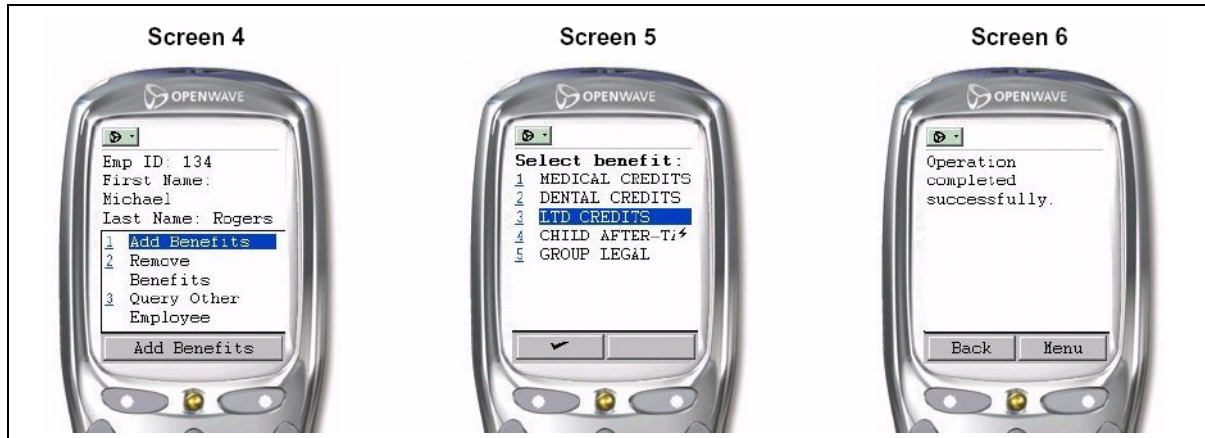 Screen 4
OPENWAVE
Emp ID: 134
First Name:
Michael
Last Name: Rogers
1 Add Benefits
2 Remove
Benefits
3 Query Other
Employee
Add Benefits
Screen 5
OPENWAVE
Select benefit:
1 MEDICAL CREDITS
2 DENTAL CREDITS
3 LTD CREDITS
4 CHILD AFTER-T
5 GROUP LEGAL
Screen 6
OPENWAVE
Operation
completed
successfully.
Back Menu